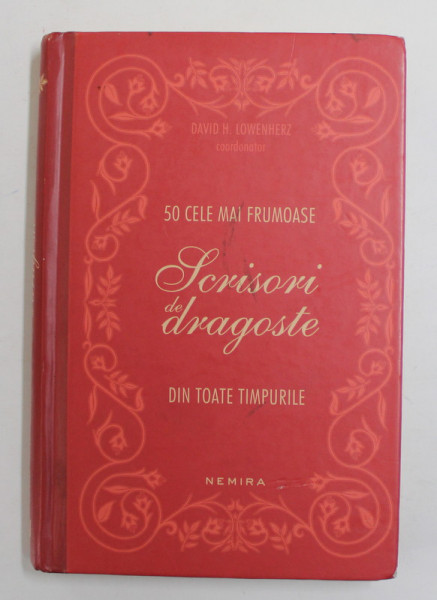 DAVID H. LOWENHERZ
coordonator
50 CELE MAI FRUMOASE
Scrisori
de
dragoste
DIN TOATE TIMPURILE
NEMIRA